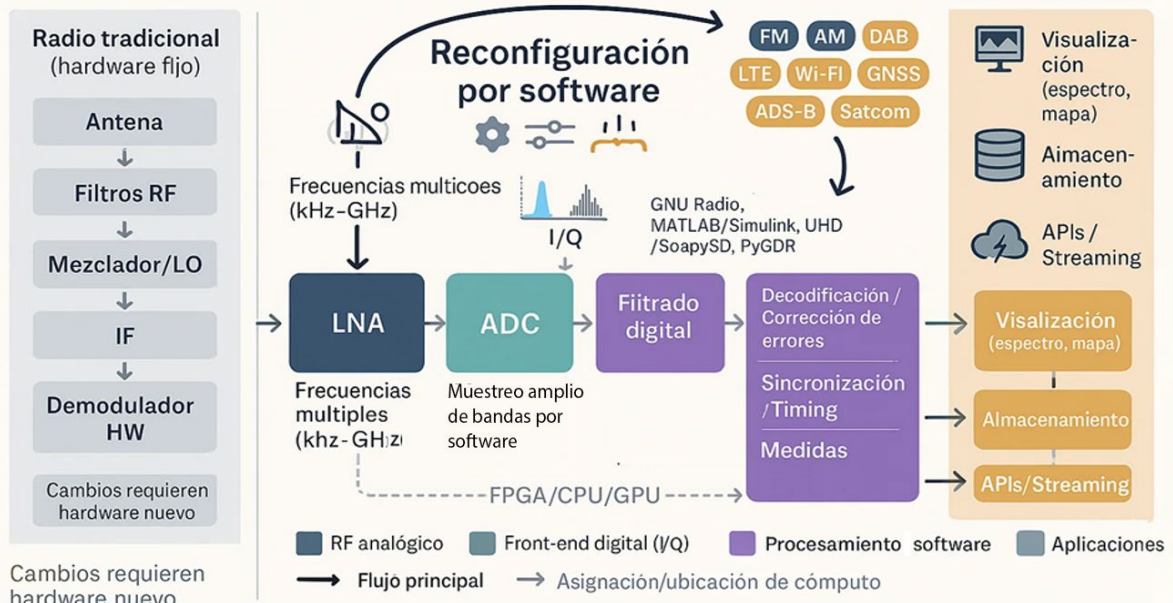 Radio tradicional
(hardware fljo)
Antena
Filtros RF
Mezclador/LO
IF
Demodulador
HW
Cambios requieren
hardware nuevo
Cambios requieren
hardware nuevo
Reconfiguración
por software
Frecuencias multicoes
(kHz–GHz)
I/Q
FM
AM
DAB
LTE
Wi-FI
GNSS
ADS-B
Satcom
GNU Radio,
MATLAB/Simulink, UHD
/SoapySD, PyGDR
LNA
ADC
Fiitrado
digital
Decodificación /
Corrección de
errores
Sincronización
/Timing
Medidas
Frecuencias
multiples
(khz-GHz(
Muestreo amplio
de bandas por
software
FPGA/CPU/GPU
Visualiza-
ción
(espectro,
mapa)
Aimacen-
amiento
APIs /
Streaming
Visalización
(espectro, mapa)
Almacenamiento
APIs/Streaming
RF analógico
Front-end digital (I/Q)
Procesamiento software
Aplicaciones
Flujo principal
Asignación/ubicación de cómputo